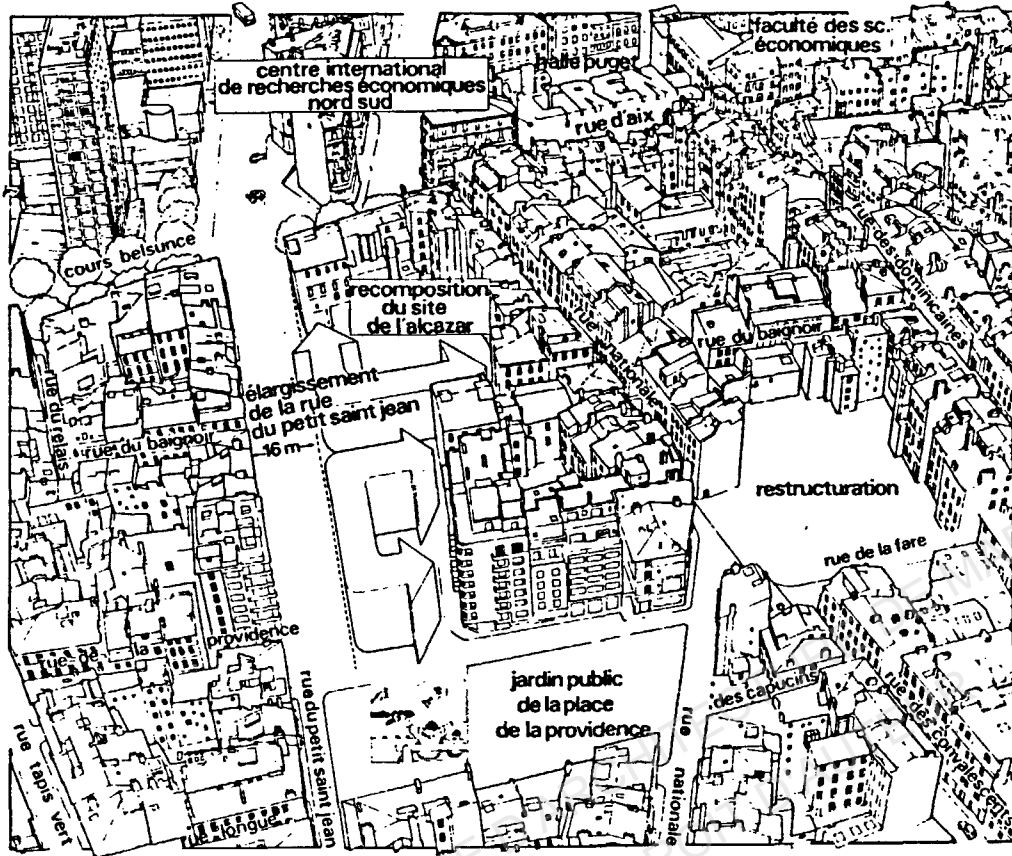 faculté des sc.
économiques
halle puget
centre international
de recherches économiques
nord sud
rue d'aix
cours belsunce
rue des dominicaines
recomposition
du site
de l'alcazar
rue nationale
rue du baignoir
rue du relais
élargissement
de la rue
du petit saint jean
16 m
rue du baignoir
restructuration
rue de la fare
rue de la providence
jardin public
de la place
de la providence
des capucins
rue des convalescents
rue du petit saint jean
rue nationale
rue tapis vert
rue longue